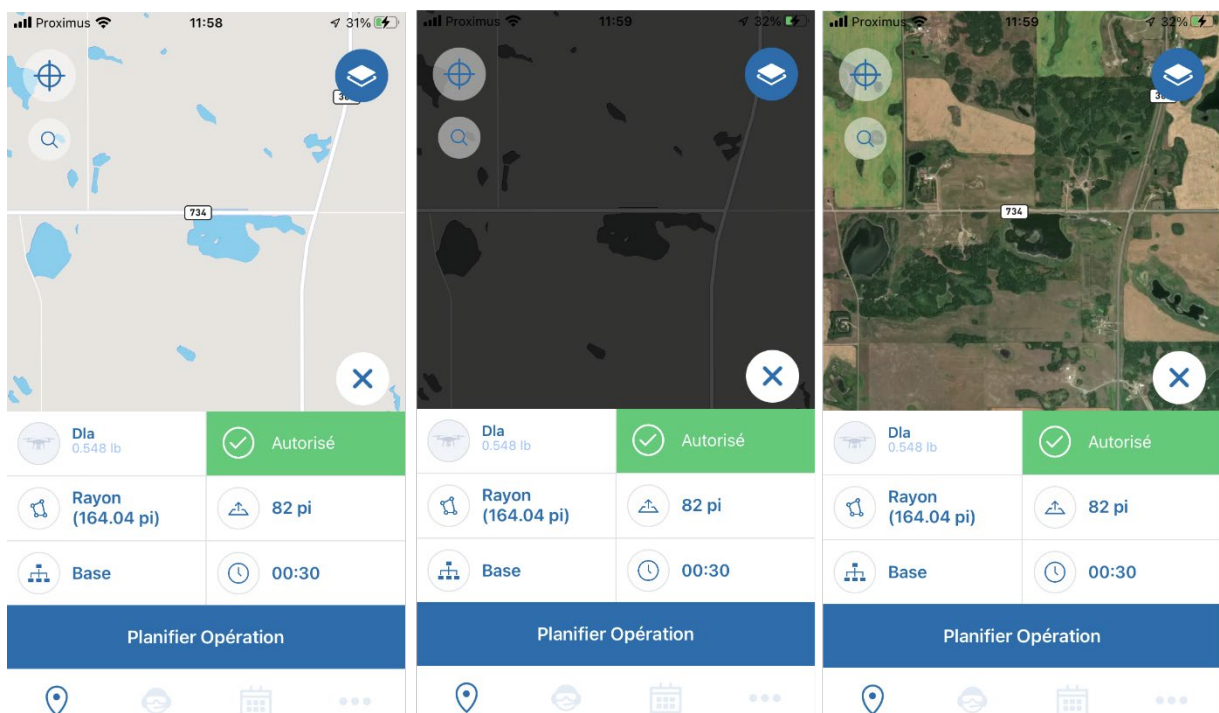 Proximus 11:58 31%
734
Dla
0.548 lb
Autorisé
Rayon
(164.04 pi)
82 pi
Base
00:30
Planifier Opération
Proximus 11:59 32%
Dla
0.548 lb
Autorisé
Rayon
(164.04 pi)
82 pi
Base
00:30
Planifier Opération
Proximus 11:59 32%
734
Dla
0.548 lb
Autorisé
Rayon
(164.04 pi)
82 pi
Base
00:30
Planifier Opération